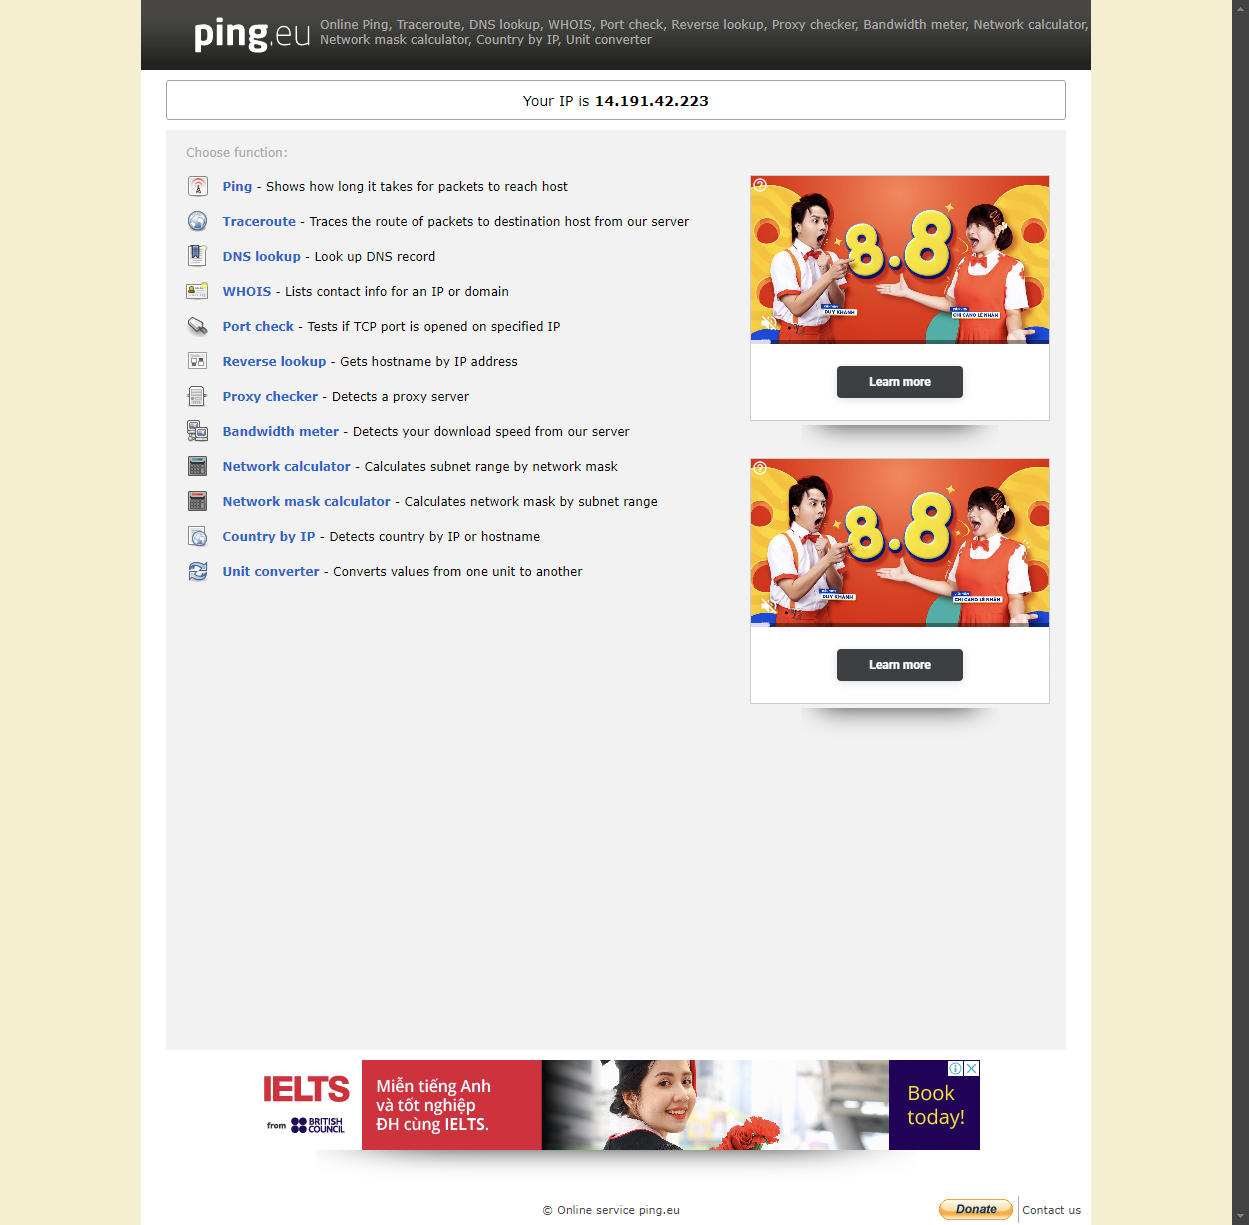 ping.eu
Online Ping, Traceroute, DNS lookup, WHOIS, Port check, Reverse lookup, Proxy checker, Bandwidth meter, Network calculator,
Network mask calculator, Country by IP, Unit converter
Your IP is 14.191.42.223
Choose function:
Ping - Shows how long it takes for packets to reach host
Traceroute - Traces the route of packets to destination host from our server
DNS lookup - Look up DNS record
WHOIS - Lists contact info for an IP or domain
Port check - Tests if TCP port is opened on specified IP
Reverse lookup - Gets hostname by IP address
Proxy checker - Detects a proxy server
Bandwidth meter - Detects your download speed from our server
Network calculator - Calculates subnet range by network mask
Network mask calculator - Calculates network mask by subnet range
Country by IP - Detects country by IP or hostname
Unit converter - Converts values from one unit to another
8.8
DUY KHÁNH
CHỊ CANO LÊ NHÂN
Learn more
8.8
DUY KHÁNH
CHỊ CANO LÊ NHÂN
Learn more
IELTS
from BRITISH COUNCIL
Miễn tiếng Anh
và tốt nghiệp
ĐH cùng IELTS.
Book
today!
© Online service ping.eu
Donate
Contact us